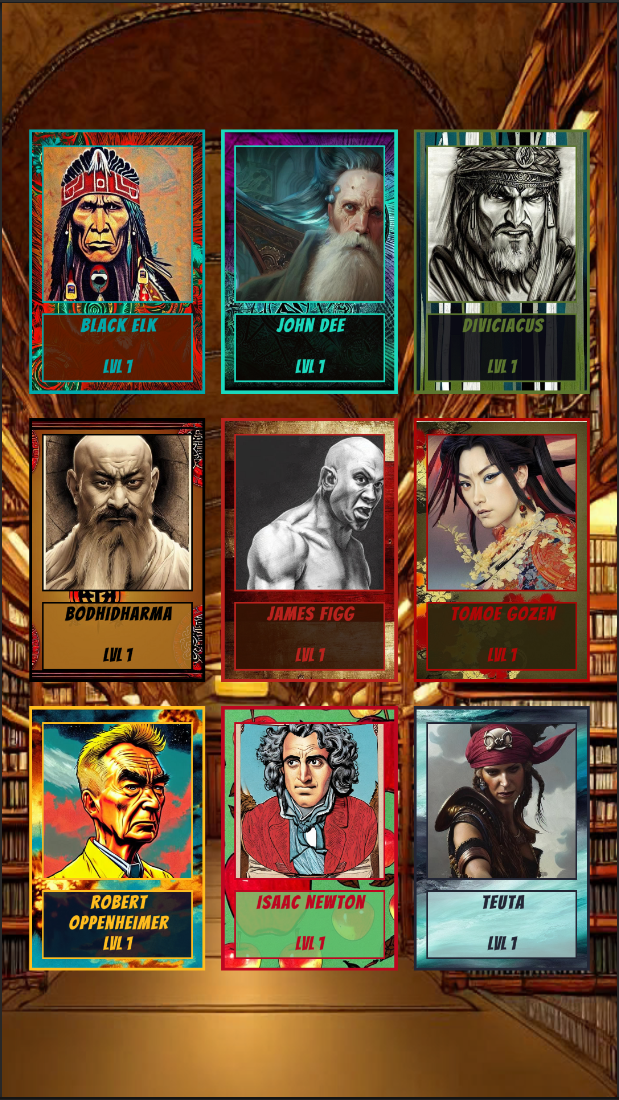 BLACK ELK
LVL 1
JOHN DEE
LVL 1
DIVICIACUS
LVL 1
BODHIDHARMA
LVL 1
JAMES FIGG
LVL 1
TOMOE GOZEN
LVL 1
ROBERT
OPPENHEIMER
LVL 1
ISAAC NEWTON
LVL 1
TEUTA
LVL 1